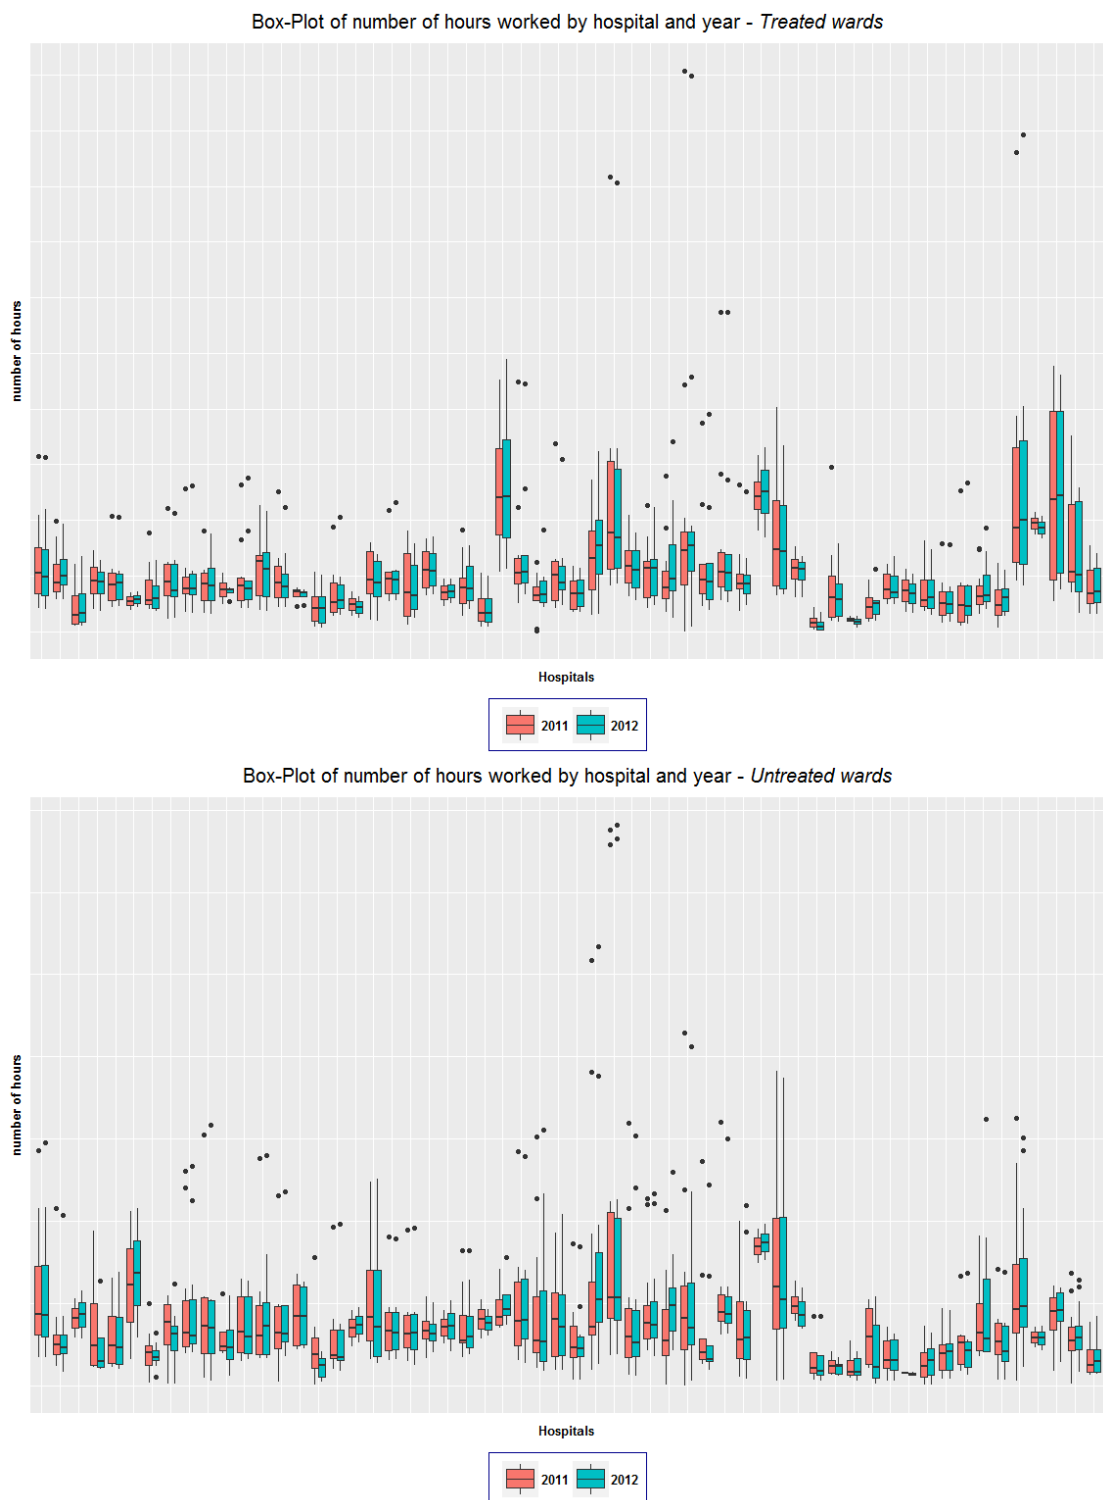 Box-Plot of number of hours worked by hospital and year - Treated wards
number of hours
Hospitals
2011 2012
Box-Plot of number of hours worked by hospital and year - Untreated wards
number of hours
Hospitals
2011 2012